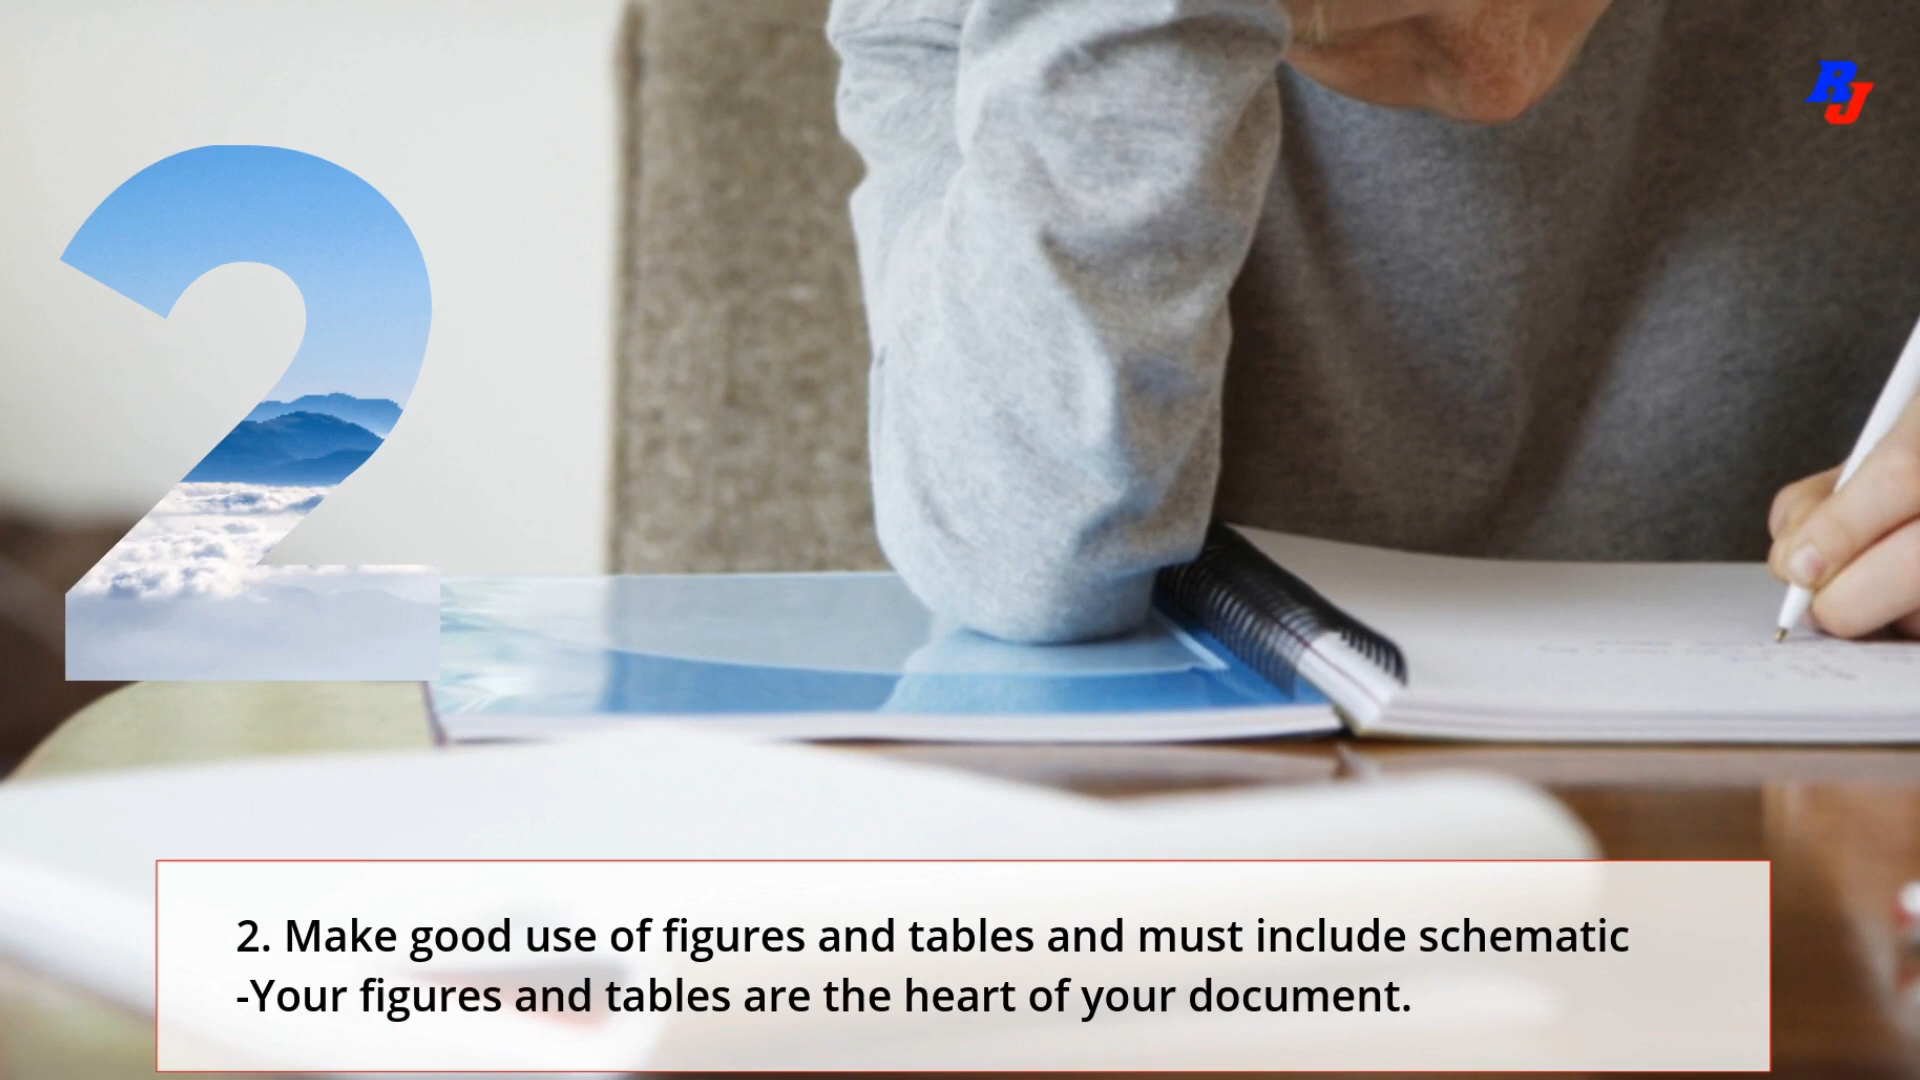 2
RJ
2. Make good use of figures and tables and must include schematic
-Your figures and tables are the heart of your document.